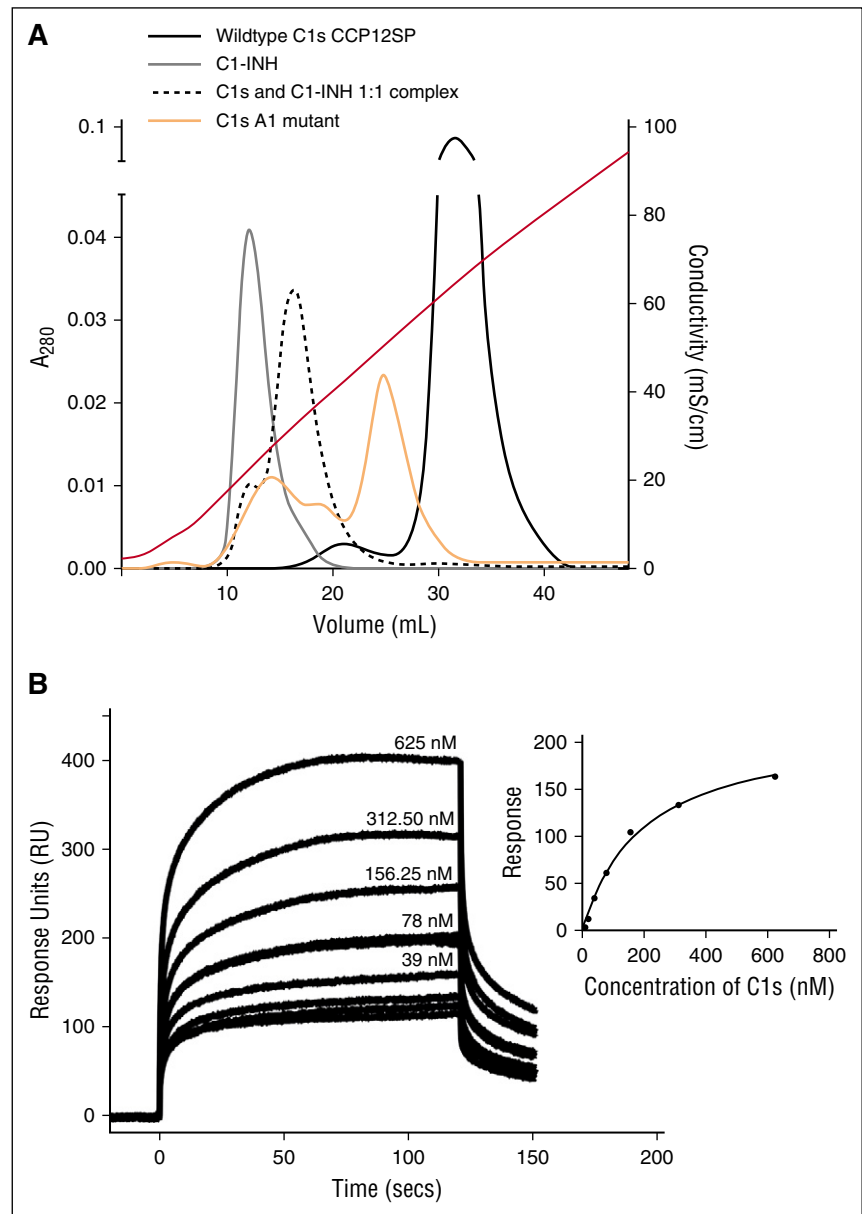 A
Wildtype C1s CCP12SP
C1-INH
C1s and C1-INH 1:1 complex
C1s A1 mutant
0.1
0.04
0.03
0.02
0.01
0.00
A280
100
80
60
40
20
0
Conductivity (mS/cm)
10
20
30
40
Volume (mL)
B
400
300
200
100
0
Response Units (RU)
625 nM
312.50 nM
156.25 nM
78 nM
39 nM
0
50
100
150
200
Time (secs)
200
150
100
50
0
Response
0
200
400
600
800
Concentration of C1s (nM)